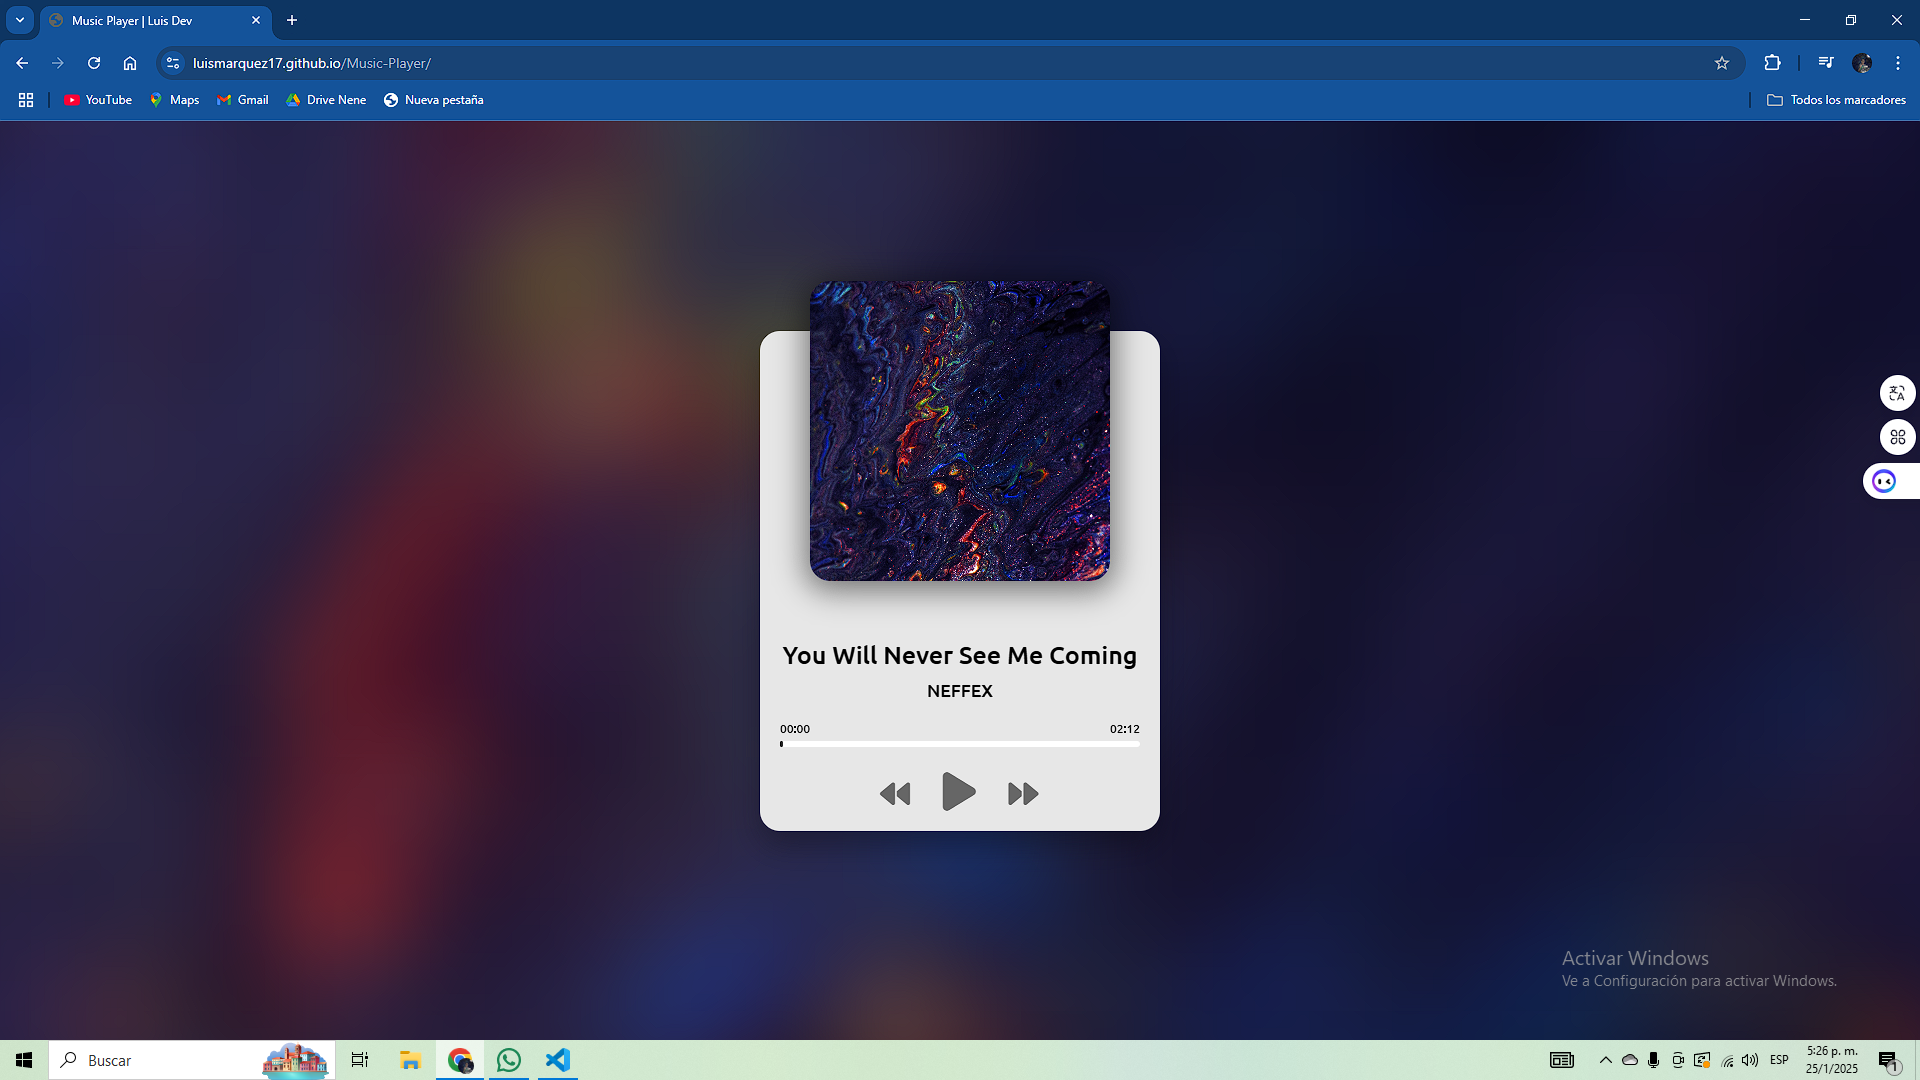 Music Player | Luis Dev
luismarquez17.github.io/Music-Player/
YouTube
Maps
Gmail
Drive Nene
Nueva pestaña
Todos los marcadores
You Will Never See Me Coming
NEFFEX
00:00
02:12
Activar Windows
Ve a Configuración para activar Windows.
Buscar
ESP
5:26 p. m.
25/1/2025
1